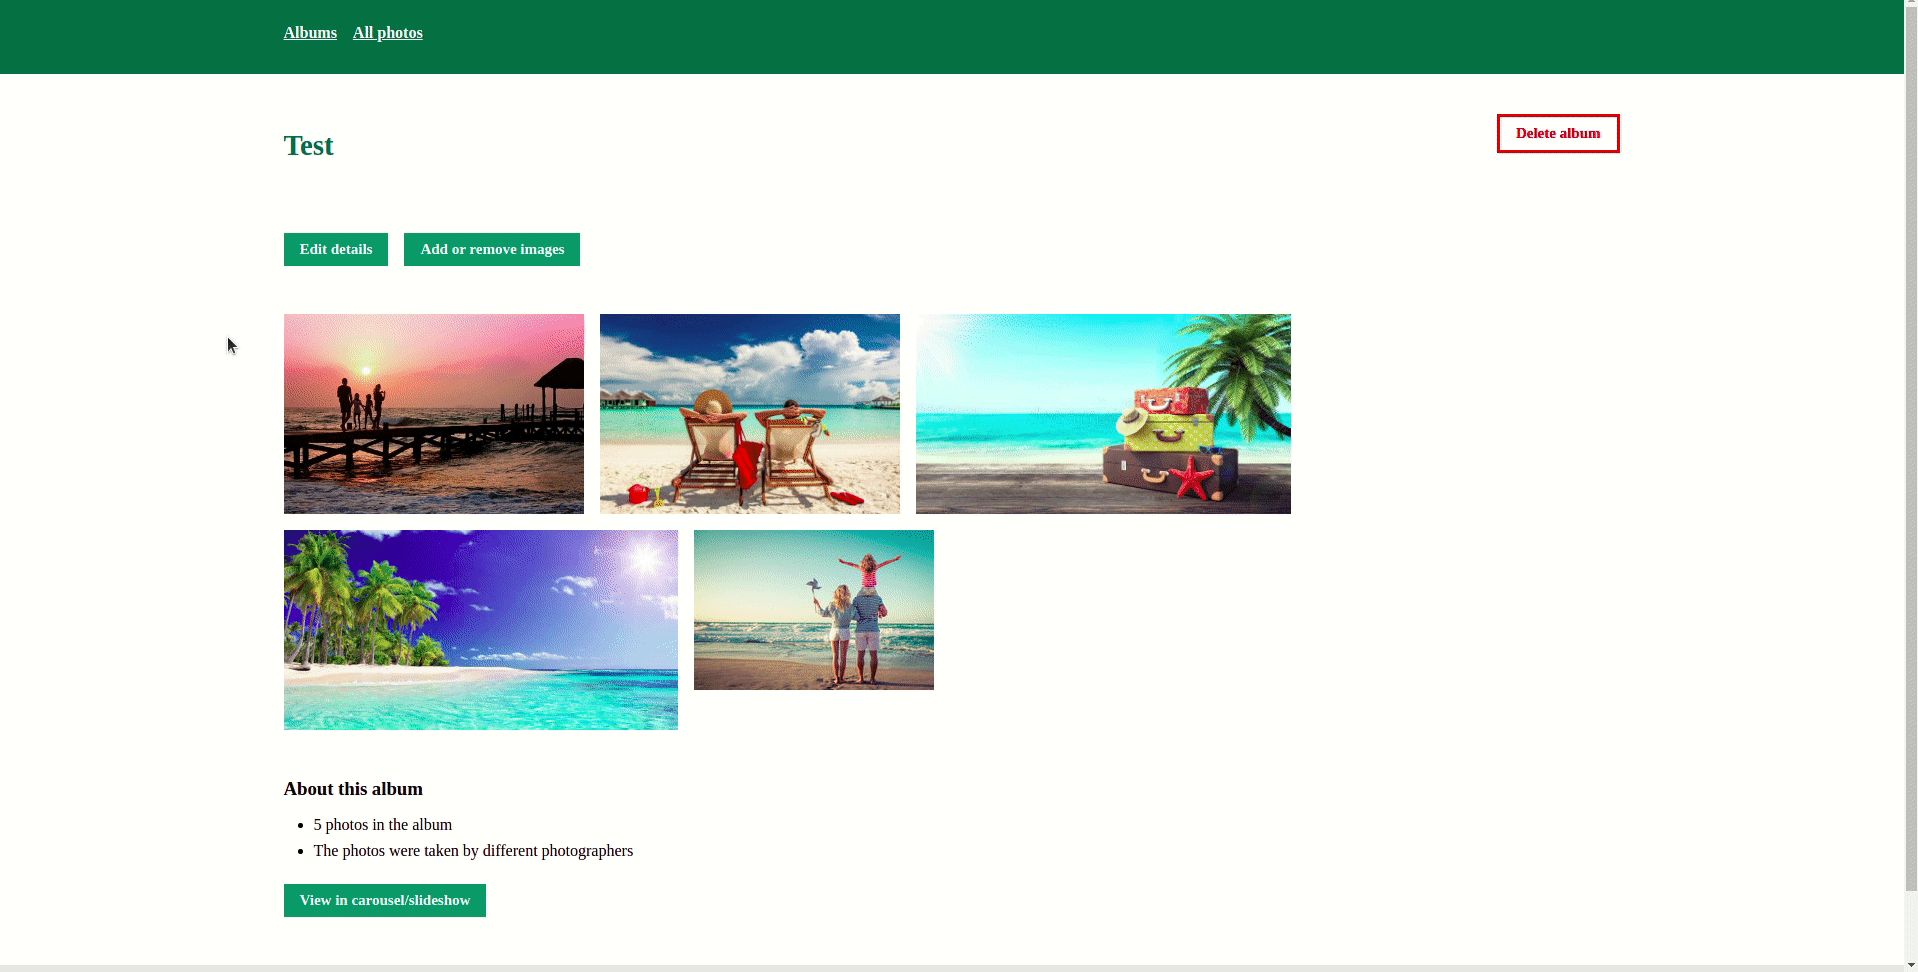 Albums All photos
Test
Delete album
Edit details Add or remove images
About this album
5 photos in the album
The photos were taken by different photographers
View in carousel/slideshow